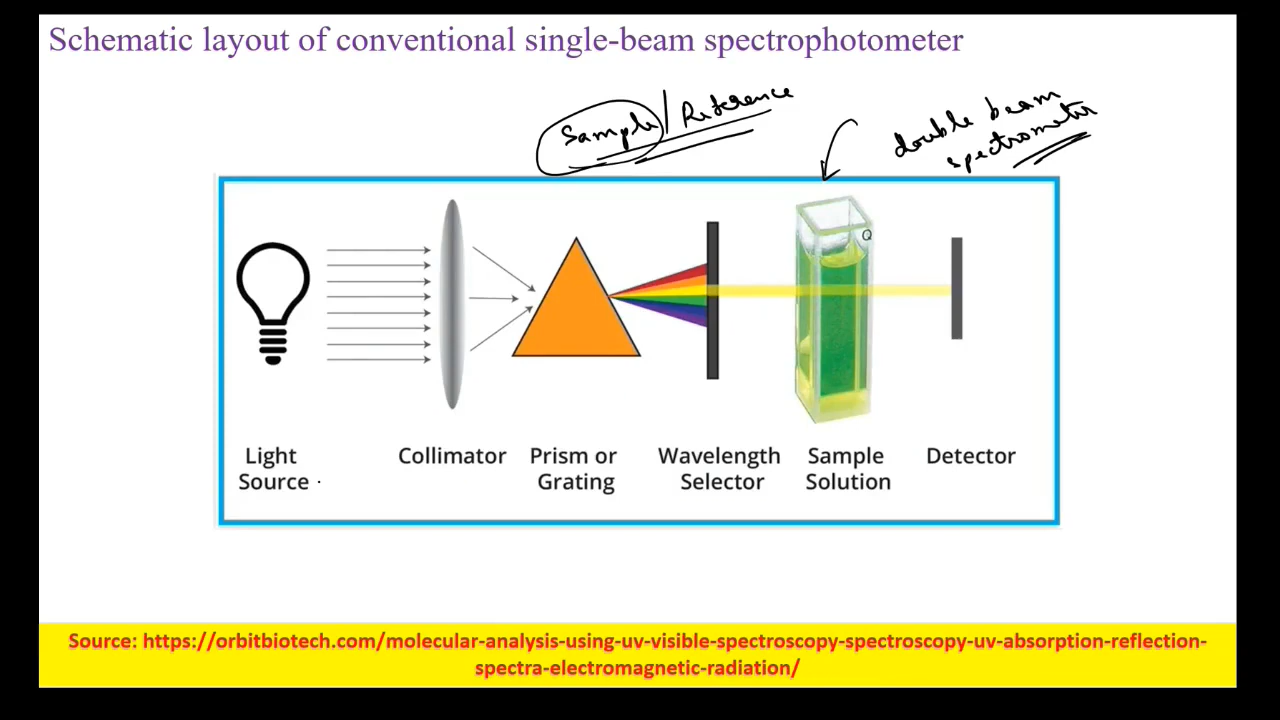 Schematic layout of conventional single-beam spectrophotometer
Sample / Reference
double beam
spectrometer
Q
Light
Source
Collimator
Prism or
Grating
Wavelength
Selector
Sample
Solution
Detector
Source: https://orbitbiotech.com/molecular-analysis-using-uv-visible-spectroscopy-spectroscopy-uv-absorption-reflection-
spectra-electromagnetic-radiation/